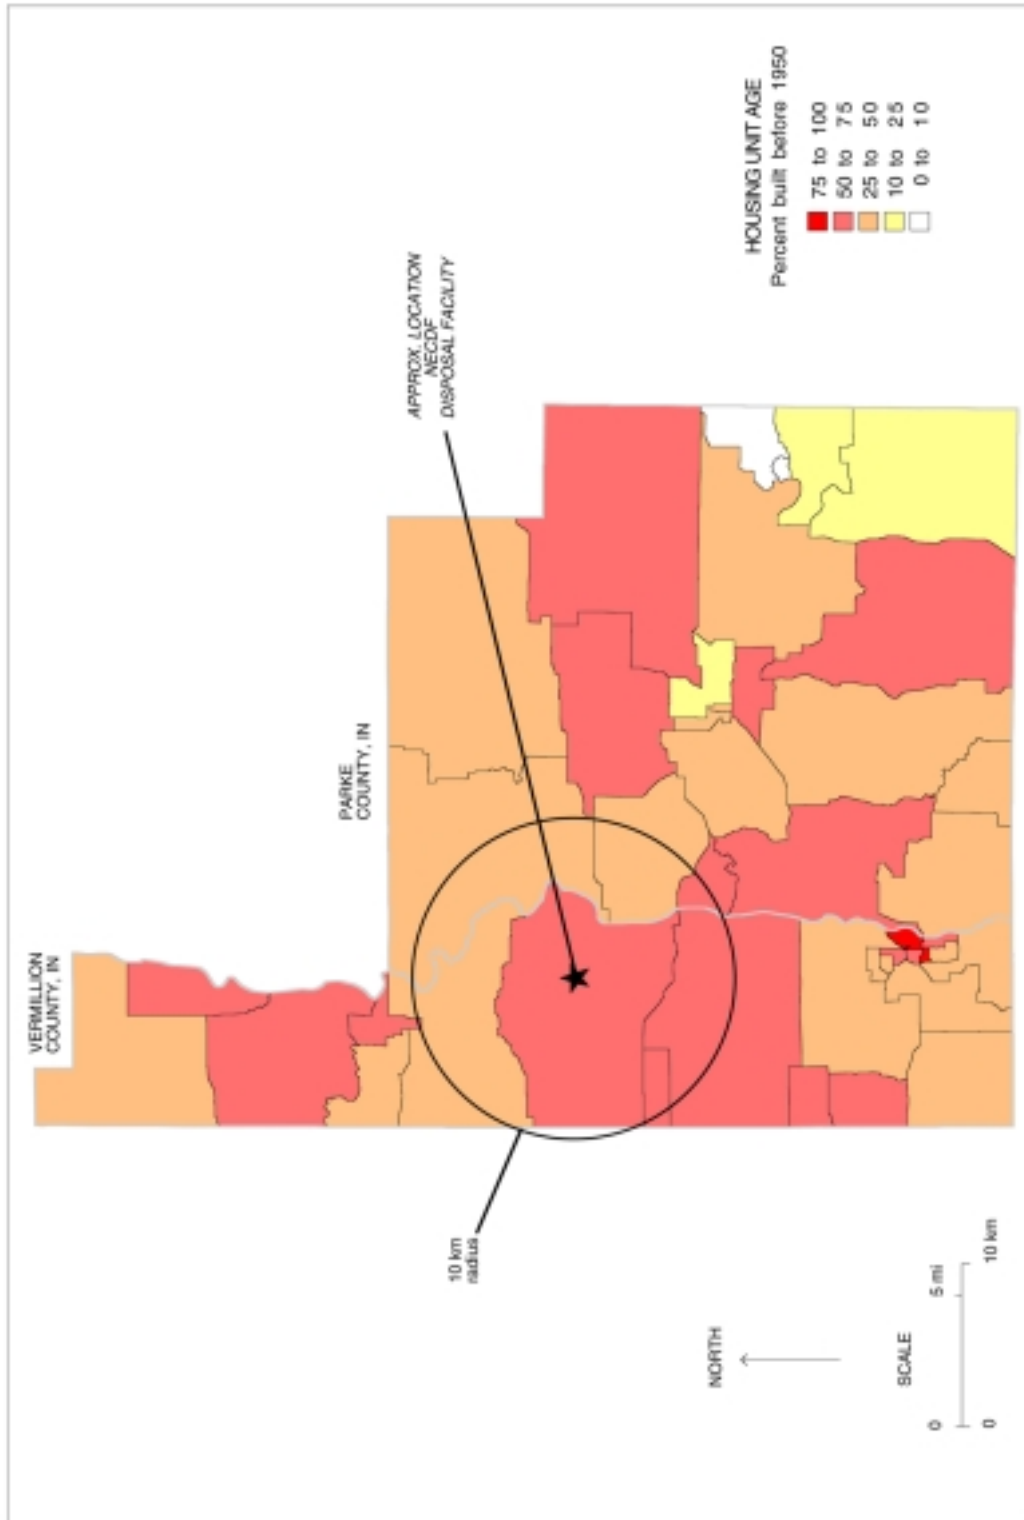 HOUSING UNIT AGE
Percent built before 1950
75 to 100
50 to 75
25 to 50
10 to 25
0 to 10
APPROX. LOCATION
NECDF
DISPOSAL FACILITY
PARKE
COUNTY, IN
VERMILLION
COUNTY, IN
10 km
radius
NORTH
SCALE
0 5 mi
0 10 km